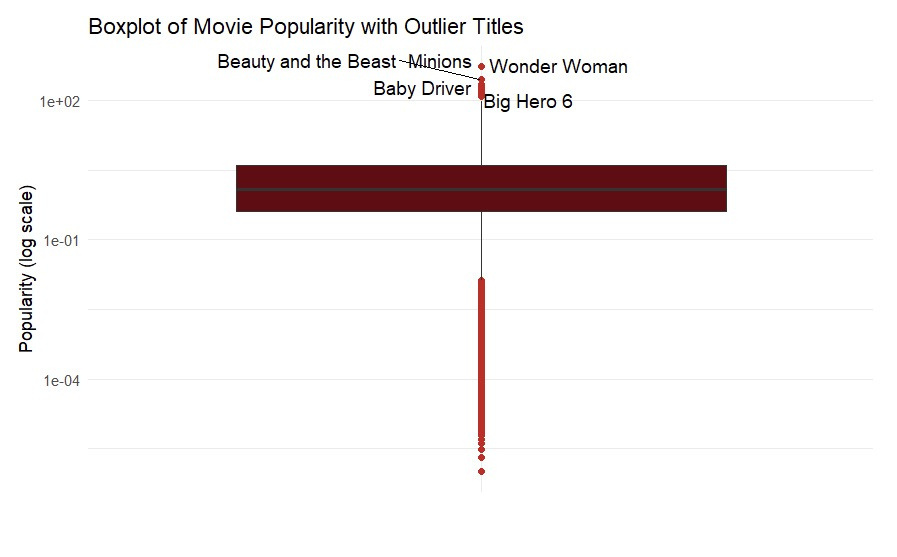 Boxplot of Movie Popularity with Outlier Titles
Beauty and the Beast Minions
Wonder Woman
Baby Driver
Big Hero 6
1e+02
1e-01
1e-04
Popularity (log scale)